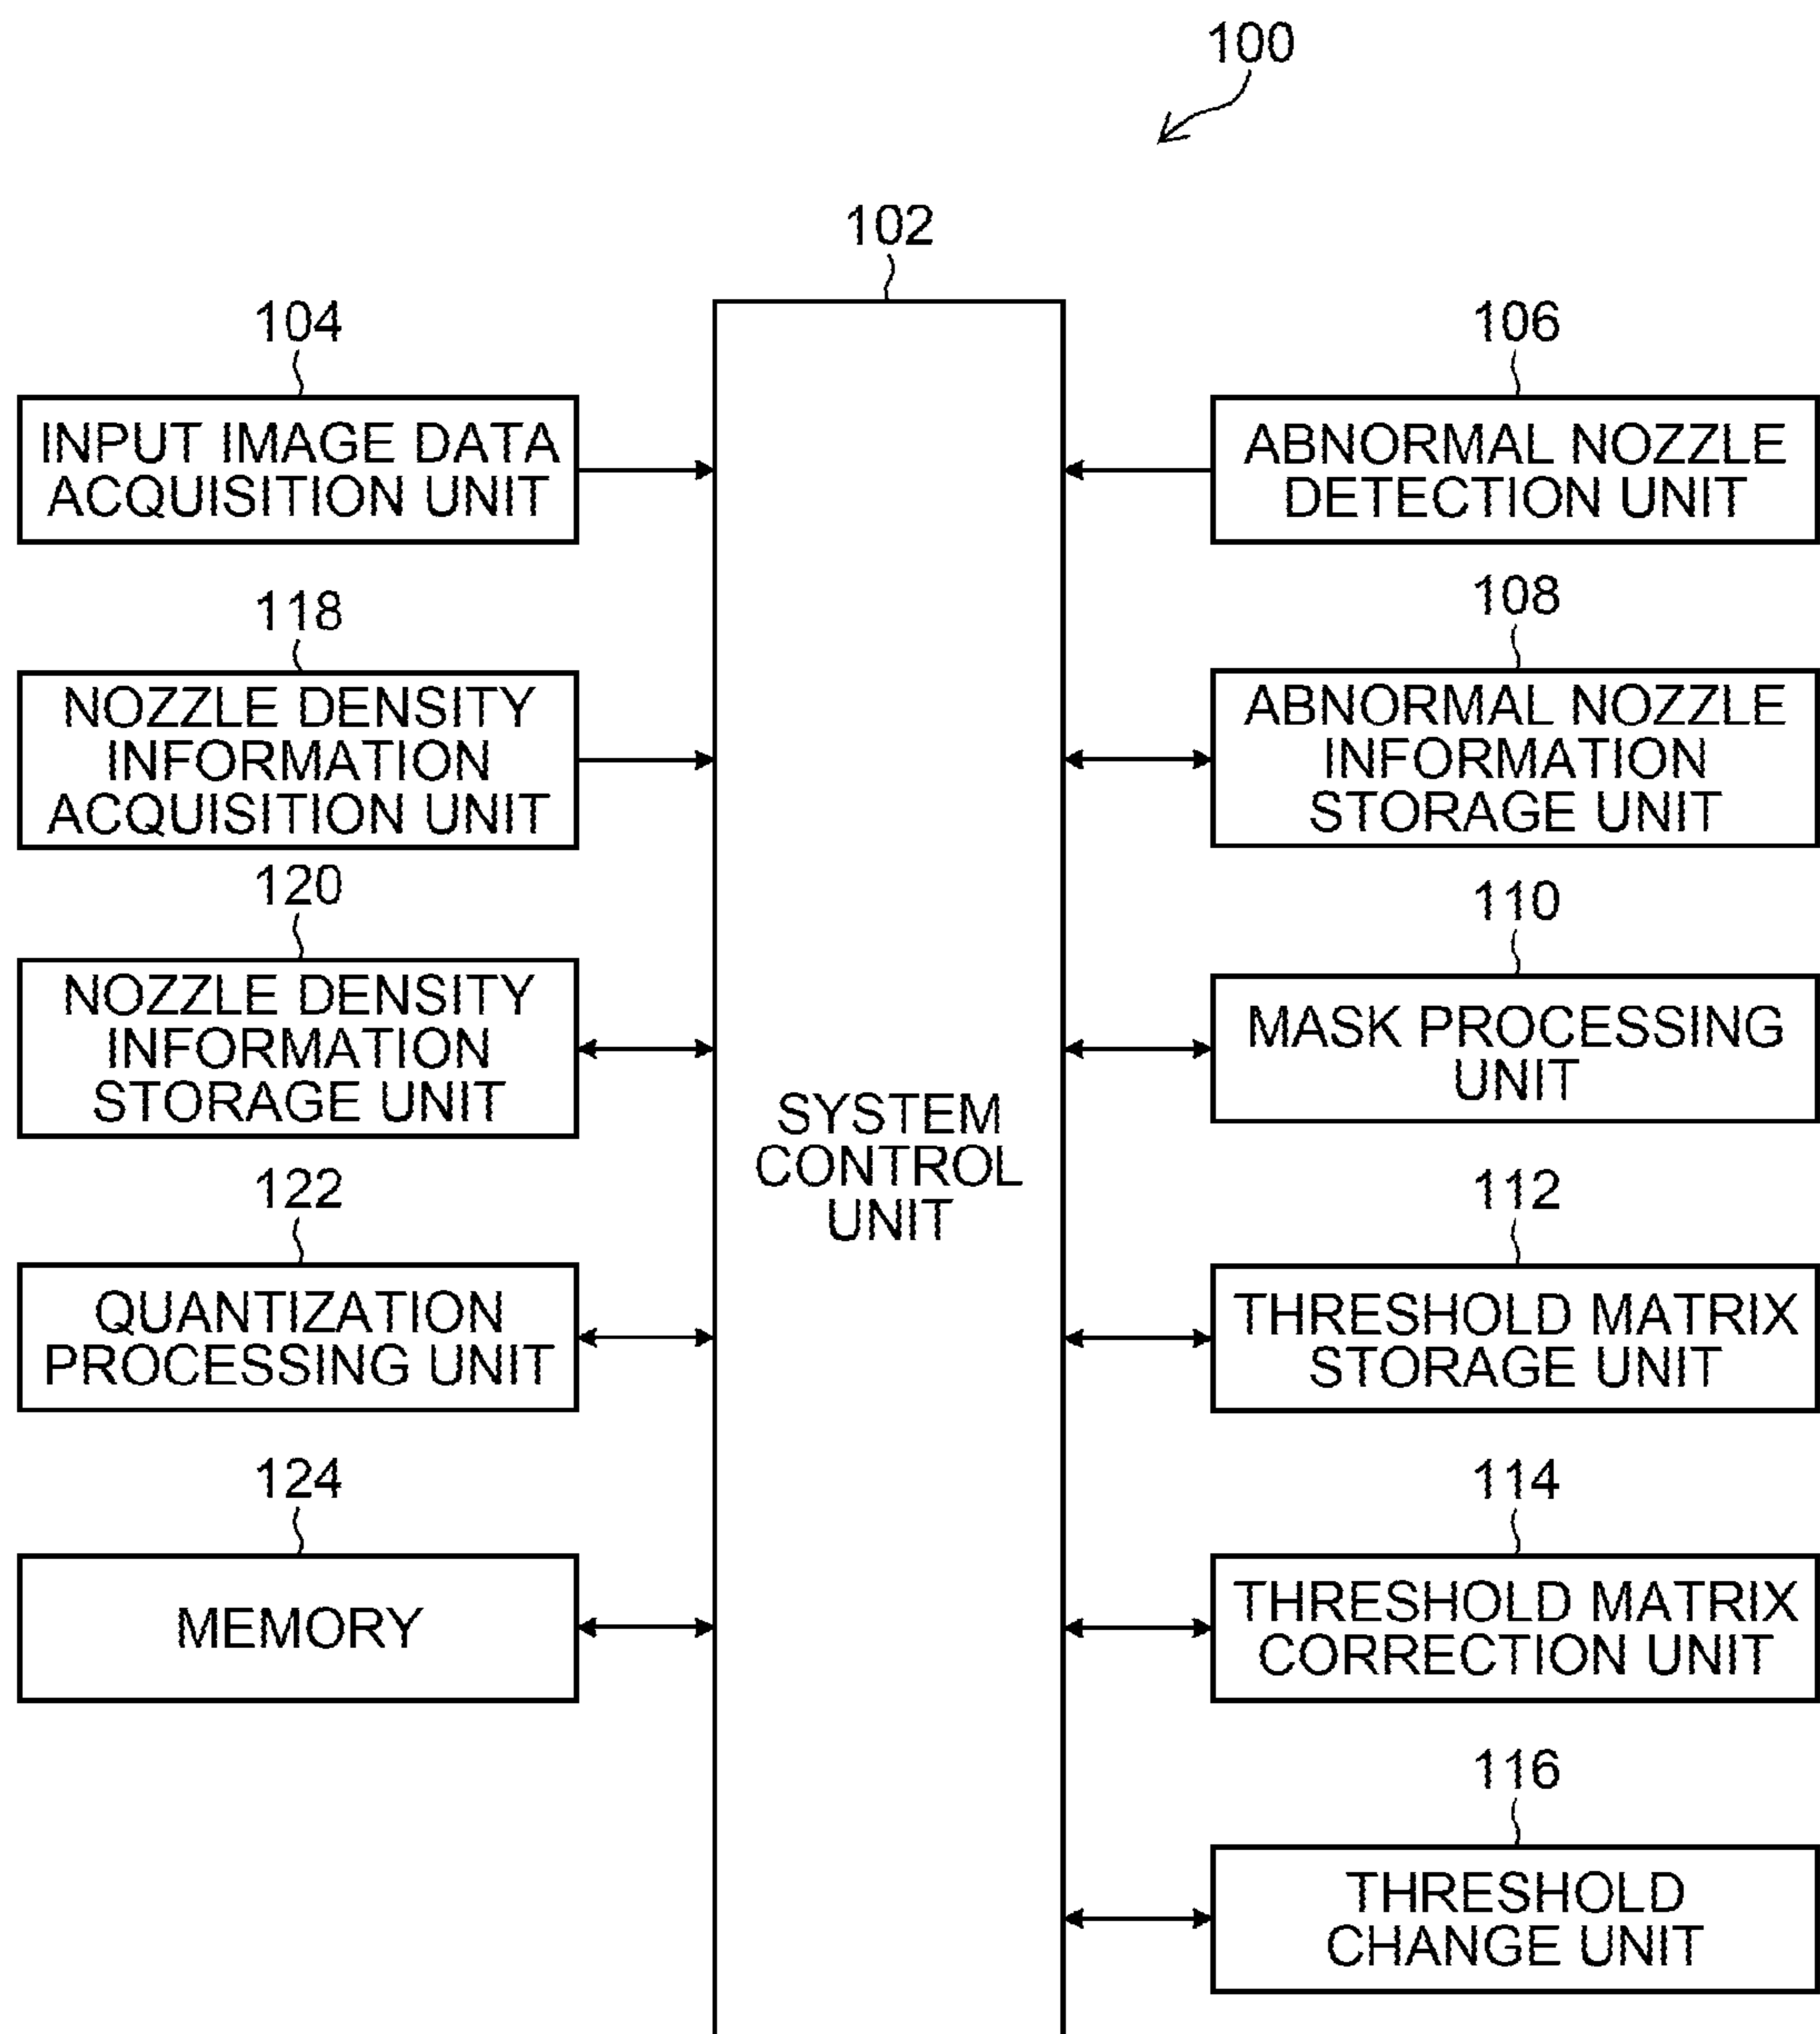 100
102
104
INPUT IMAGE DATA
ACQUISITION UNIT
118
NOZZLE DENSITY
INFORMATION
ACQUISITION UNIT
120
NOZZLE DENSITY
INFORMATION
STORAGE UNIT
122
QUANTIZATION
PROCESSING UNIT
124
MEMORY
SYSTEM
CONTROL
UNIT
106
ABNORMAL NOZZLE
DETECTION UNIT
108
ABNORMAL NOZZLE
INFORMATION
STORAGE UNIT
110
MASK PROCESSING
UNIT
112
THRESHOLD MATRIX
STORAGE UNIT
114
THRESHOLD MATRIX
CORRECTION UNIT
116
THRESHOLD
CHANGE UNIT